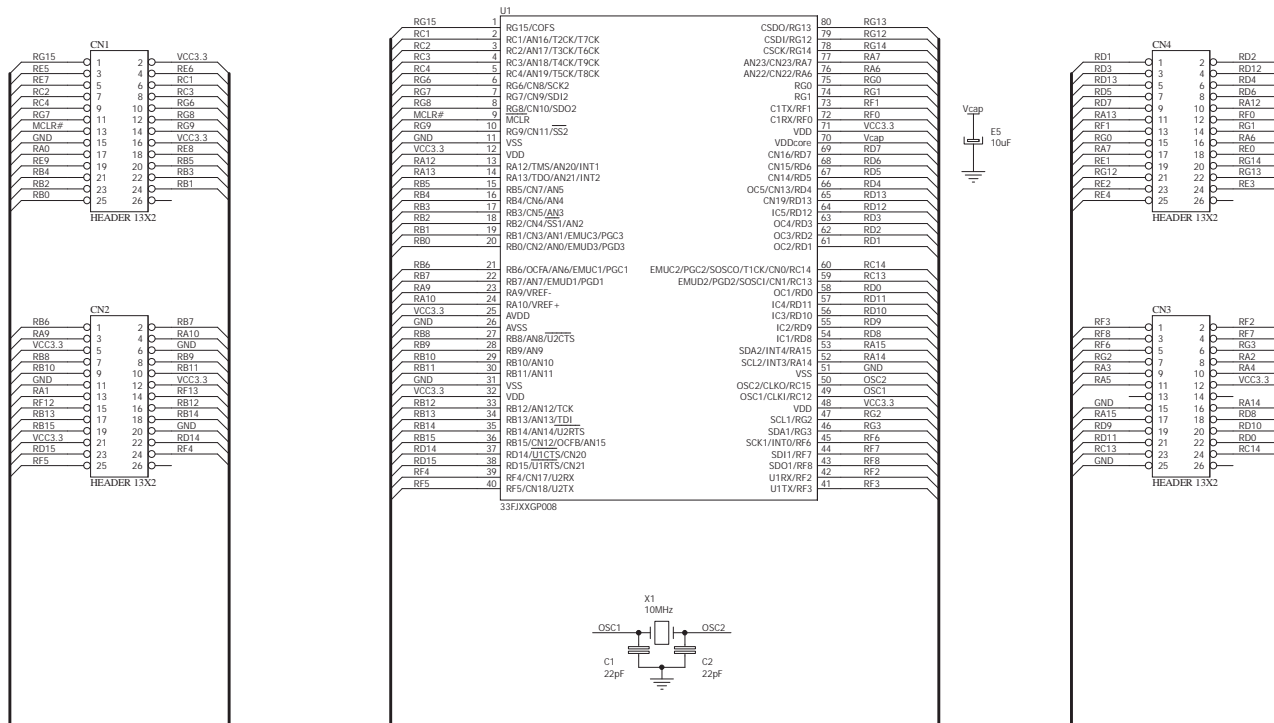 CN1
RG15 1 2 VCC3.3
RE5 3 4 RE6
RE7 5 6 RC1
RC2 7 8 RC3
RC4 9 10 RG6
RG7 11 12 RG8
MCLR# 13 14 RG9
GND 15 16 VCC3.3
RA0 17 18 RE8
RE9 19 20 RB5
RB4 21 22 RB3
RB2 23 24 RB1
RB0 25 26
HEADER 13X2
CN2
RB6 1 2 RB7
RA9 3 4 RA10
VCC3.3 5 6 GND
RB8 7 8 RB9
RB10 9 10 RB11
GND 11 12 VCC3.3
RA1 13 14 RF13
RF12 15 16 RB12
RB13 17 18 RB14
RB15 19 20 GND
VCC3.3 21 22 RD14
RD15 23 24 RF4
RF5 25 26
HEADER 13X2
U1
RG15 1 RG15/COFS CSDO/RG13 80 RG13
RC1 2 RC1/AN16/T2CK/T7CK CSDI/RG12 79 RG12
RC2 3 RC2/AN17/T3CK/T6CK CSCK/RG14 78 RG14
RC3 4 RC3/AN18/T4CK/T9CK AN23/CN23/RA7 77 RA7
RC4 5 RC4/AN19/T5CK/T8CK AN22/CN22/RA6 76 RA6
RG6 6 RG6/CN8/SCK2 RG0 75 RG0
RG7 7 RG7/CN9/SDI2 RG1 74 RG1
RG8 8 RG8/CN10/SDO2 C1TX/RF1 73 RF1
MCLR# 9 MCLR C1RX/RF0 72 RF0
RG9 10 RG9/CN11/SS2 VDD 71 VCC3.3
GND 11 VSS VDDcore 70 Vcap
VCC3.3 12 VDD CN16/RD7 69 RD7
RA12 13 RA12/TMS/AN20/INT1 CN15/RD6 68 RD6
RA13 14 RA13/TDO/AN21/INT2 CN14/RD5 67 RD5
RB5 15 RB5/CN7/AN5 OC5/CN13/RD4 66 RD4
RB4 16 RB4/CN6/AN4 CN19/RD13 65 RD13
RB3 17 RB3/CN5/AN3 IC5/RD12 64 RD12
RB2 18 RB2/CN4/SS1/AN2 OC4/RD3 63 RD3
RB1 19 RB1/CN3/AN1/EMUC3/PGC3 OC3/RD2 62 RD2
RB0 20 RB0/CN2/AN0/EMUD3/PGD3 OC2/RD1 61 RD1
RB6 21 RB6/OCFA/AN6/EMUC1/PGC1 EMUC2/PGC2/SOSCO/T1CK/CN0/RC14 60 RC14
RB7 22 RB7/AN7/EMUD1/PGD1 EMUD2/PGD2/SOSCI/CN1/RC13 59 RC13
RA9 23 RA9/VREF- OC1/RD0 58 RD0
RA10 24 RA10/VREF+ IC4/RD11 57 RD11
VCC3.3 25 AVDD IC3/RD10 56 RD10
GND 26 AVSS IC2/RD9 55 RD9
RB8 27 RB8/AN8/U2CTS IC1/RD8 54 RD8
RB9 28 RB9/AN9 SDA2/INT4/RA15 53 RA15
RB10 29 RB10/AN10 SCL2/INT3/RA14 52 RA14
RB11 30 RB11/AN11 VSS 51 GND
GND 31 VSS OSC2/CLKO/RC15 50 OSC2
VCC3.3 32 VDD OSC1/CLKI/RC12 49 OSC1
RB12 33 RB12/AN12/TCK VDD 48 VCC3.3
RB13 34 RB13/AN13/TDI SCL1/RG2 47 RG2
RB14 35 RB14/AN14/U2RTS SDA1/RG3 46 RG3
RB15 36 RB15/CN12/OCFB/AN15 SCK1/INT0/RF6 45 RF6
RD14 37 RD14/U1CTS/CN20 SDI1/RF7 44 RF7
RD15 38 RD15/U1RTS/CN21 SDO1/RF8 43 RF8
RF4 39 RF4/CN17/U2RX U1RX/RF2 42 RF2
RF5 40 RF5/CN18/U2TX U1TX/RF3 41 RF3
33FJXXGP008
X1
10MHz
OSC1 OSC2
C1 C2
22pF 22pF
Vcap
E5
10uF
CN4
RD1 1 2 RD2
RD3 3 4 RD12
RD13 5 6 RD4
RD5 7 8 RD6
RD7 9 10 RA12
RA13 11 12 RF0
RF1 13 14 RG1
RG0 15 16 RA6
RA7 17 18 RE0
RE1 19 20 RG14
RG12 21 22 RG13
RE2 23 24 RE3
RE4 25 26
HEADER 13X2
CN3
RF3 1 2 RF2
RF8 3 4 RF7
RF6 5 6 RG3
RG2 7 8 RA2
RA3 9 10 RA4
RA5 11 12 VCC3.3
13 14
GND 15 16 RA14
RA15 17 18 RD8
RD9 19 20 RD10
RD11 21 22 RD0
RC13 23 24 RC14
GND 25 26
HEADER 13X2